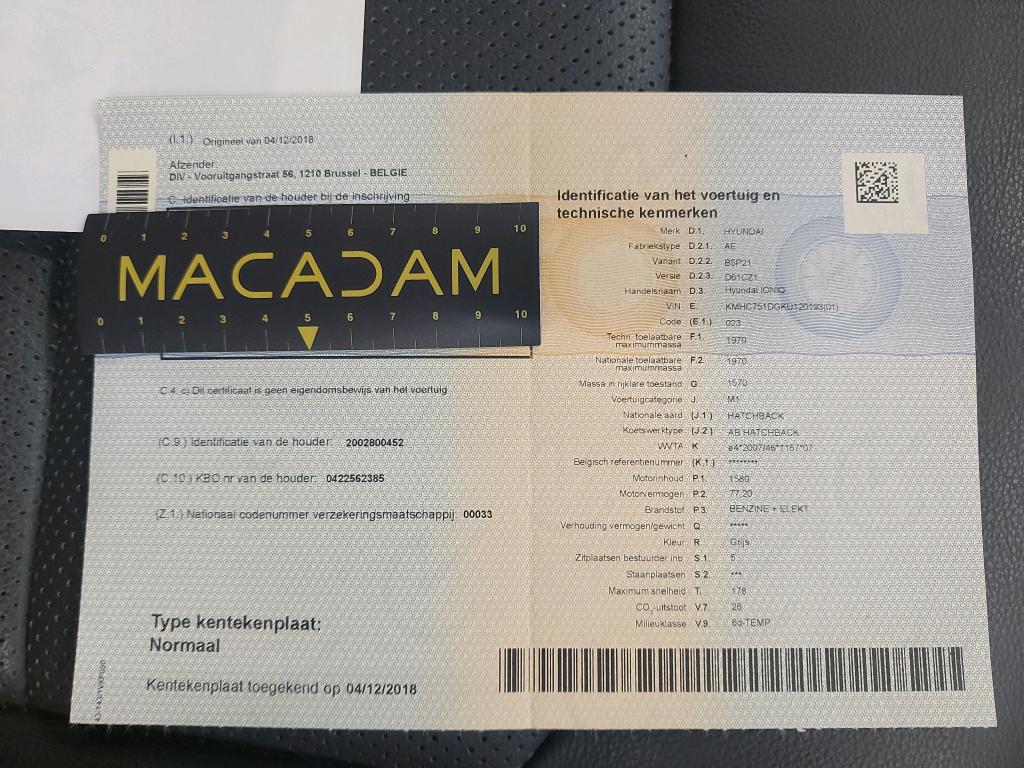 (I.1.) Origineel van 04/12/2018
Afzender:
DIV - Vooruitgangstraat 56, 1210 Brussel - BELGIE
C. Identificatie van de houder bij de inschrijving
0 1 2 3 4 5 6 7 8 9 10
MACADAM
0 1 2 3 4 5 6 7 8 9 10
C.4. c) Dit certificaat is geen eigendomsbewijs van het voertuig
(C.9.) Identificatie van de houder: 2002800452
(C.10.) KBO nr van de houder: 0422562385
(Z.1.) Nationaal codenummer verzekeringsmaatschappij: 00033
Type kentekenplaat:
Normaal
Kentekenplaat toegekend op 04/12/2018
Identificatie van het voertuig en
technische kenmerken
Merk D.1. HYUNDAI
Fabriekstype D.2.1. AE
Variant D.2.2. B5P21
Versie D.2.3. D61CZ1
Handelsnaam D.3. Hyundai IONIQ
VIN E. KMHC751DGKU120193(01)
Code (E.1.) 023
Techn. toelaatbare
maximummassa F.1. 1970
Nationale toelaatbare
maximummassa F.2. 1970
Massa in rijklare toestand G. 1570
Voertuigcategorie J. M1
Nationale aard (J.1.) HATCHBACK
Koetswerktype (J.2.) AB HATCHBACK
WVTA K e4*2007/46*1157*07
Belgisch referentienummer (K.1.) ********
Motorinhoud P.1. 1580
Motorvermogen P.2. 77.20
Brandstof P.3. BENZINE + ELEKT.
Verhouding vermogen/gewicht Q. *****
Kleur R Grijs
Zitplaatsen bestuurder inb. S.1. 5
Staanplaatsen S.2. ***
Maximum snelheid T. 178
CO₂-uitstoot V.7. 26
Milieuklasse V.9. 6d-TEMP